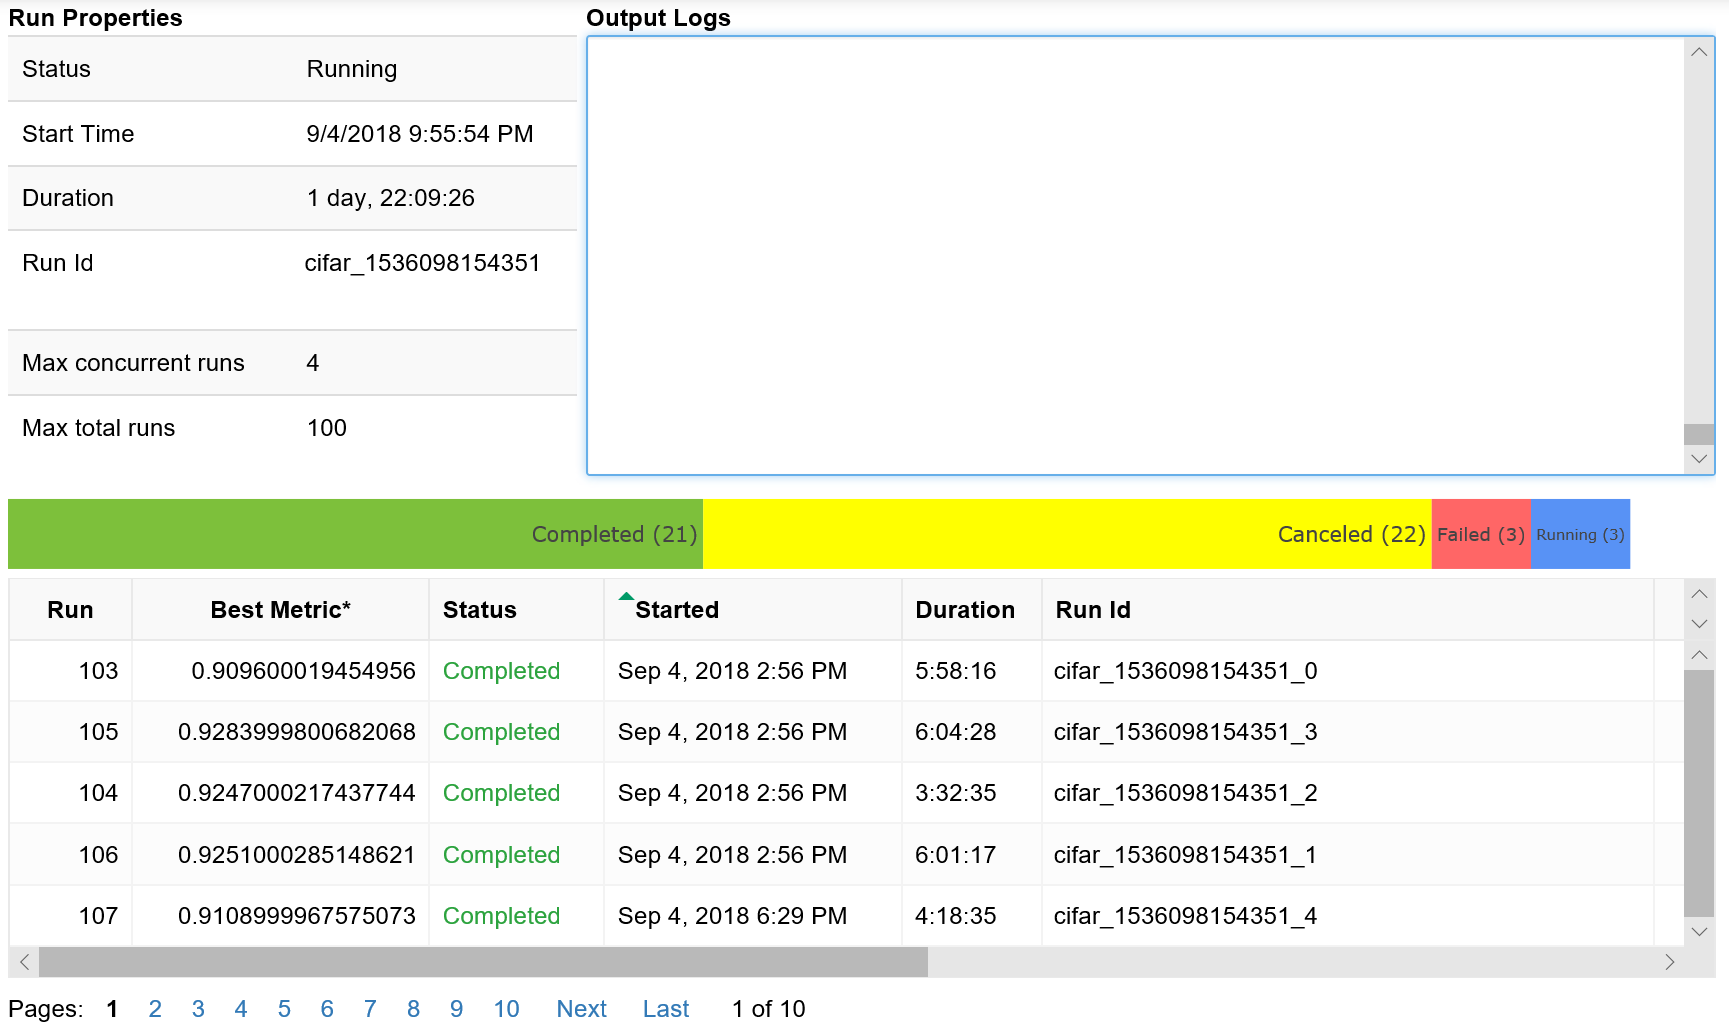 Run Properties
Status Running
Start Time 9/4/2018 9:55:54 PM
Duration 1 day, 22:09:26
Run Id cifar_1536098154351
Max concurrent runs 4
Max total runs 100
Output Logs
Completed (21) Canceled (22) Failed (3) Running (3)
Run Best Metric* Status Started Duration Run Id
103 0.909600019454956 Completed Sep 4, 2018 2:56 PM 5:58:16 cifar_1536098154351_0
105 0.9283999800682068 Completed Sep 4, 2018 2:56 PM 6:04:28 cifar_1536098154351_3
104 0.9247000217437744 Completed Sep 4, 2018 2:56 PM 3:32:35 cifar_1536098154351_2
106 0.9251000285148621 Completed Sep 4, 2018 2:56 PM 6:01:17 cifar_1536098154351_1
107 0.9108999967575073 Completed Sep 4, 2018 6:29 PM 4:18:35 cifar_1536098154351_4
Pages: 1 2 3 4 5 6 7 8 9 10 Next Last 1 of 10